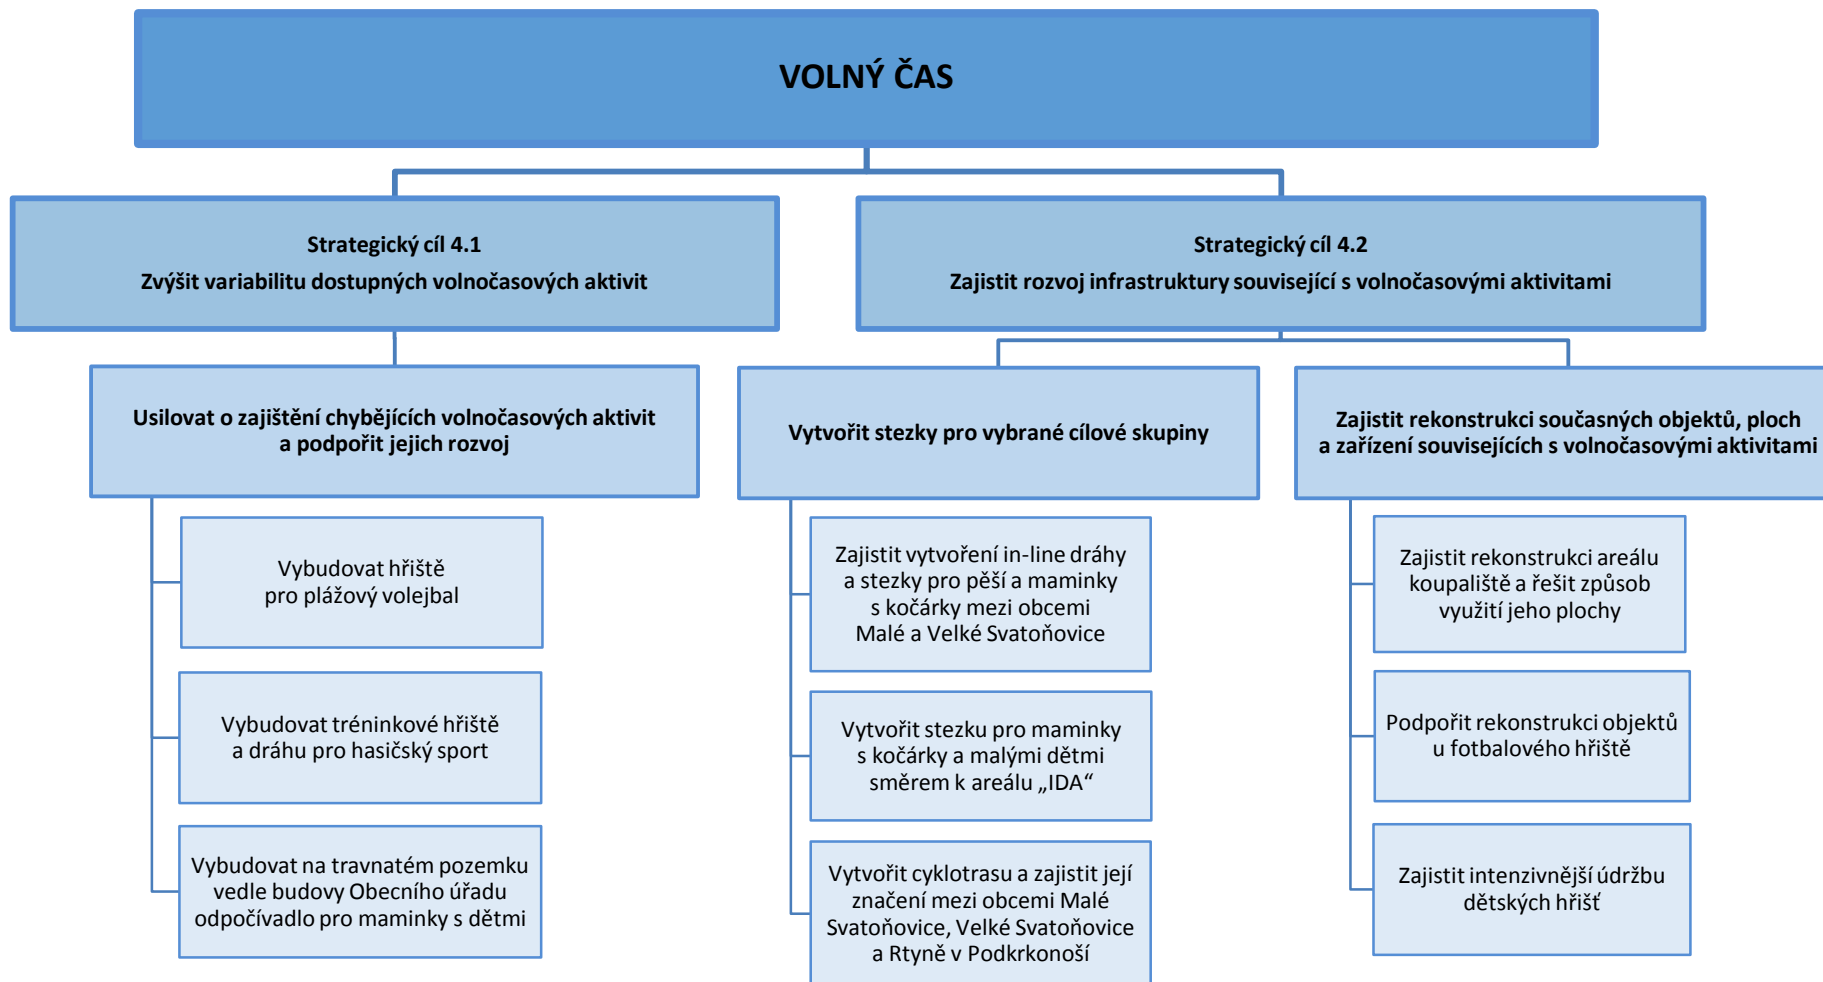 VOLNÝ ČAS
Strategický cíl 4.1
Zvýšit variabilitu dostupných volnočasových aktivit
Strategický cíl 4.2
Zajistit rozvoj infrastruktury související s volnočasovými aktivitami
Usilovat o zajištění chybějících volnočasových aktivit
a podpořit jejich rozvoj
Vybudovat hřiště
pro plážový volejbal
Vybudovat tréninkové hřiště
a dráhu pro hasičský sport
Vybudovat na travnatém pozemku
vedle budovy Obecního úřadu
odpočívadlo pro maminky s dětmi
Vytvořit stezky pro vybrané cílové skupiny
Zajistit vytvoření in-line dráhy
a stezky pro pěší a maminky
s kočárky mezi obcemi
Malé a Velké Svatoňovice
Vytvořit stezku pro maminky
s kočárky a malými dětmi
směrem k areálu „IDA“
Vytvořit cyklotrasu a zajistit její
značení mezi obcemi Malé
Svatoňovice, Velké Svatoňovice
a Rtyně v Podkrkonoší
Zajistit rekonstrukci současných objektů, ploch
a zařízení souvisejících s volnočasovými aktivitami
Zajistit rekonstrukci areálu
koupaliště a řešit způsob
využití jeho plochy
Podpořit rekonstrukci objektů
u fotbalového hřiště
Zajistit intenzivnější údržbu
dětských hřišť